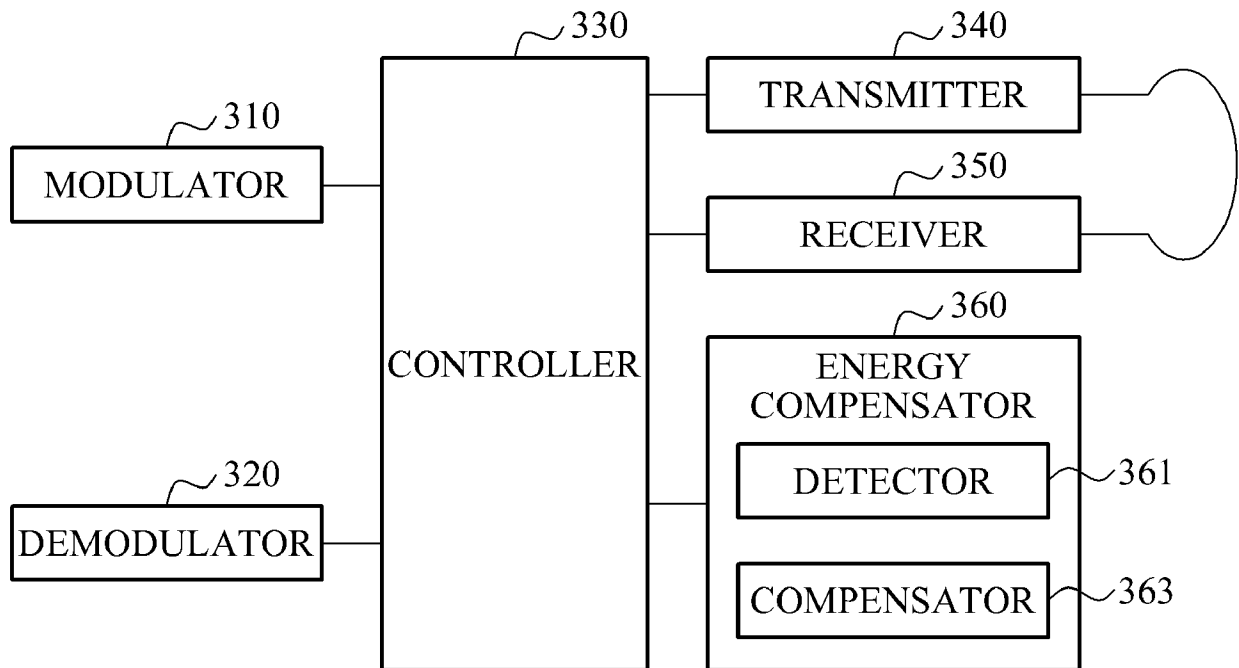 330
340
TRANSMITTER
310
MODULATOR
350
RECEIVER
360
CONTROLLER
ENERGY
COMPENSATOR
320
DEMODULATOR
DETECTOR
361
COMPENSATOR
363